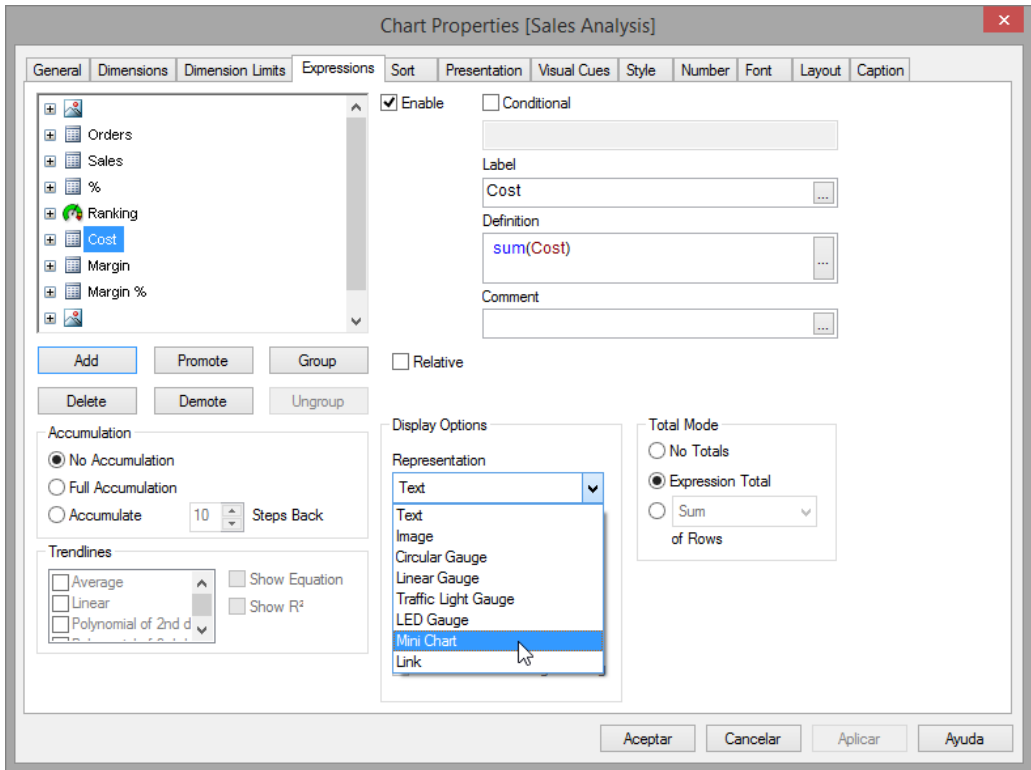 Chart Properties [Sales Analysis]
General Dimensions Dimension Limits Expressions Sort Presentation Visual Cues Style Number Font Layout Caption
Orders
Sales
%
Ranking
Cost
Margin
Margin %
Enable
Conditional
Label
Cost
...
Definition
sum(Cost)
...
Comment
...
Add Promote Group
Delete Demote Ungroup
Relative
Accumulation
No Accumulation
Full Accumulation
Accumulate 10 Steps Back
Trendlines
Average
Linear
Polynomial of 2nd d
Show Equation
Show R²
Display Options
Representation
Text
Text
Image
Circular Gauge
Linear Gauge
Traffic Light Gauge
LED Gauge
Mini Chart
Link
Total Mode
No Totals
Expression Total
Sum
of Rows
Aceptar Cancelar Aplicar Ayuda